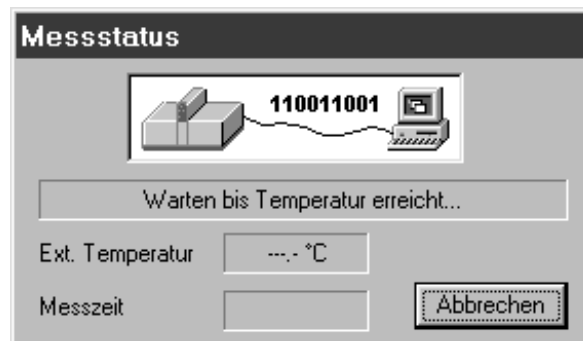 Messstatus
110011001
Warten bis Temperatur erreicht...
Ext. Temperatur ---.- °C
Messzeit
Abbrechen